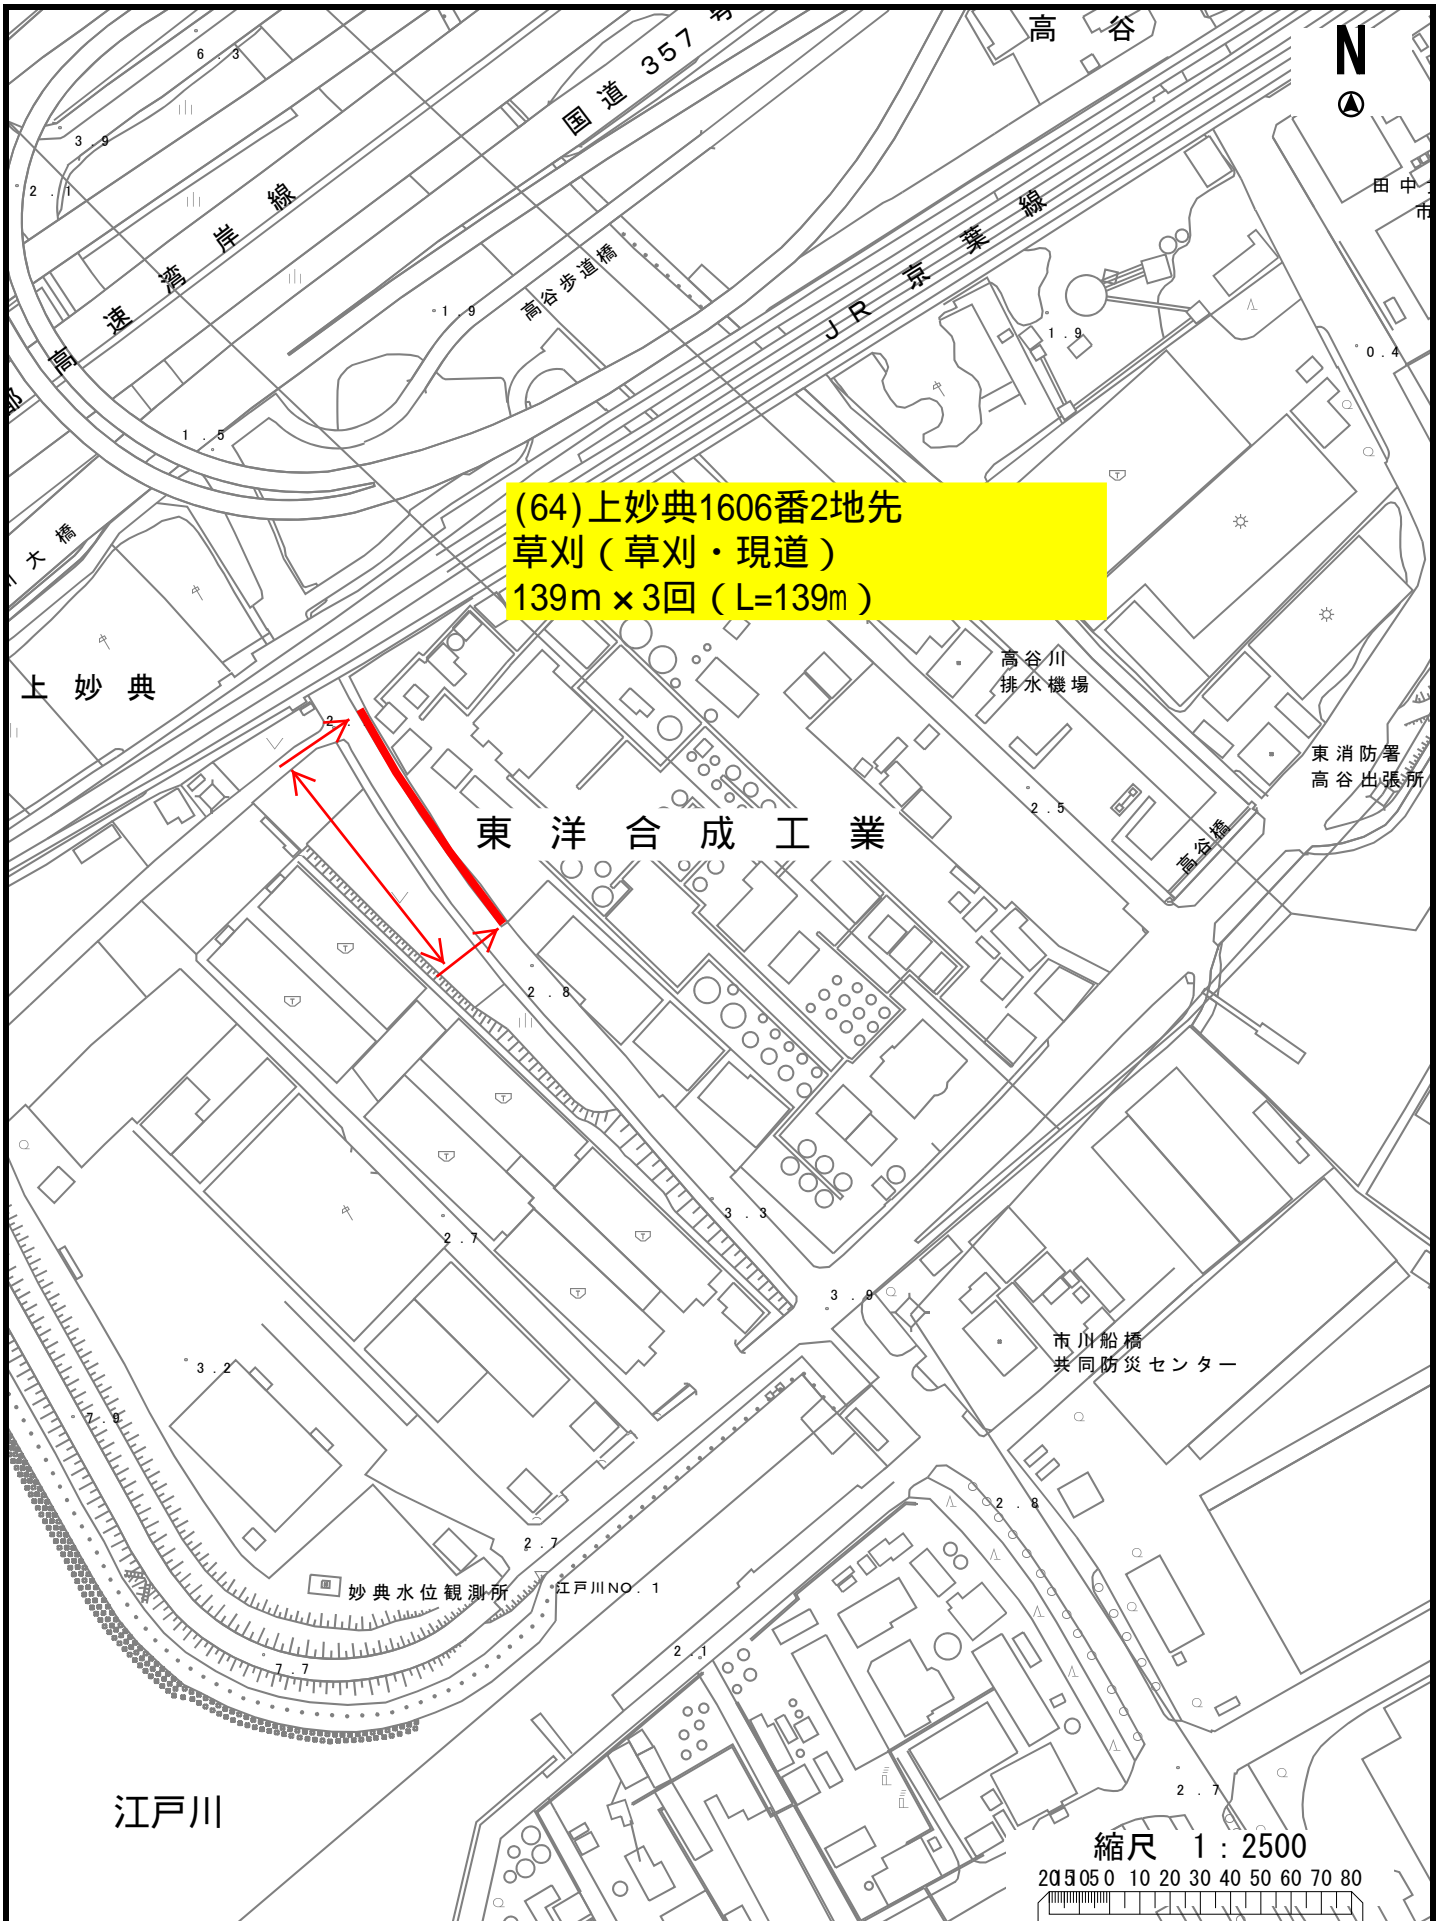 高　谷
N
国道 357 号
6.3
3.9
2.1
田中
市
都高速湾岸線
高谷歩道橋
JR 京葉線
1.9
1.9
0.4
1.5
大橋
(64)上妙典1606番2地先
草刈（草刈・現道）
139ｍ×3回（L=139㎡）
上妙典
高谷川
排水機場
東消防署
高谷出張所
2.5
東洋合成工業
高谷橋
2.8
3.3
2.7
3.9
市川船橋
共同防災センター
3.2
7.9
2.8
2.7
妙典水位観測所
江戸川NO.1
2.1
7.7
2.7
江戸川
縮尺　1：2500
20 15 10 5 0 10 20 30 40 50 60 70 80